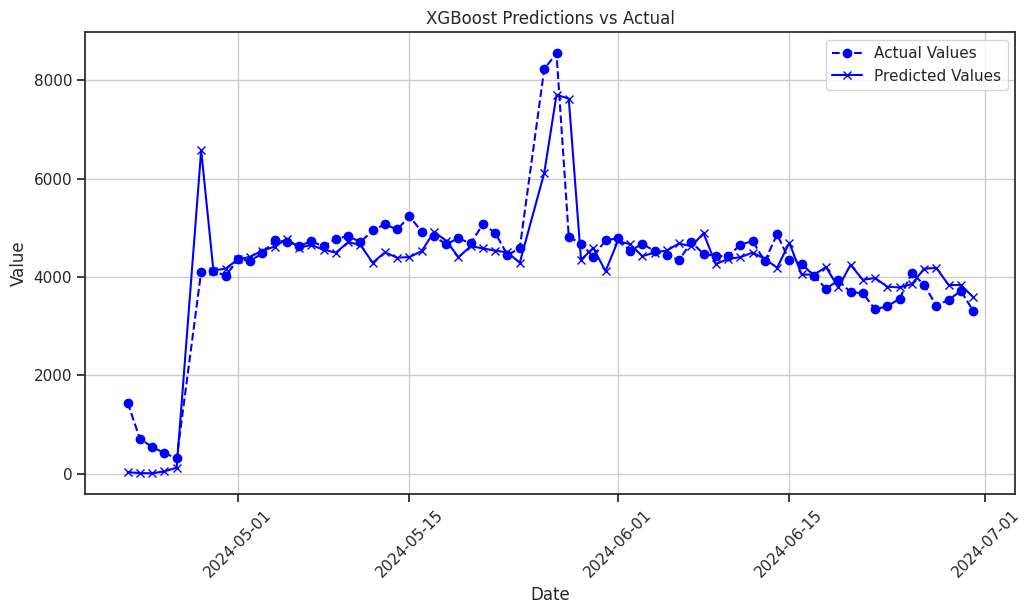 XGBoost Predictions vs Actual
Actual Values
Predicted Values
8000
6000
4000
2000
0
Value
2024-05-01
2024-05-15
2024-06-01
2024-06-15
2024-07-01
Date